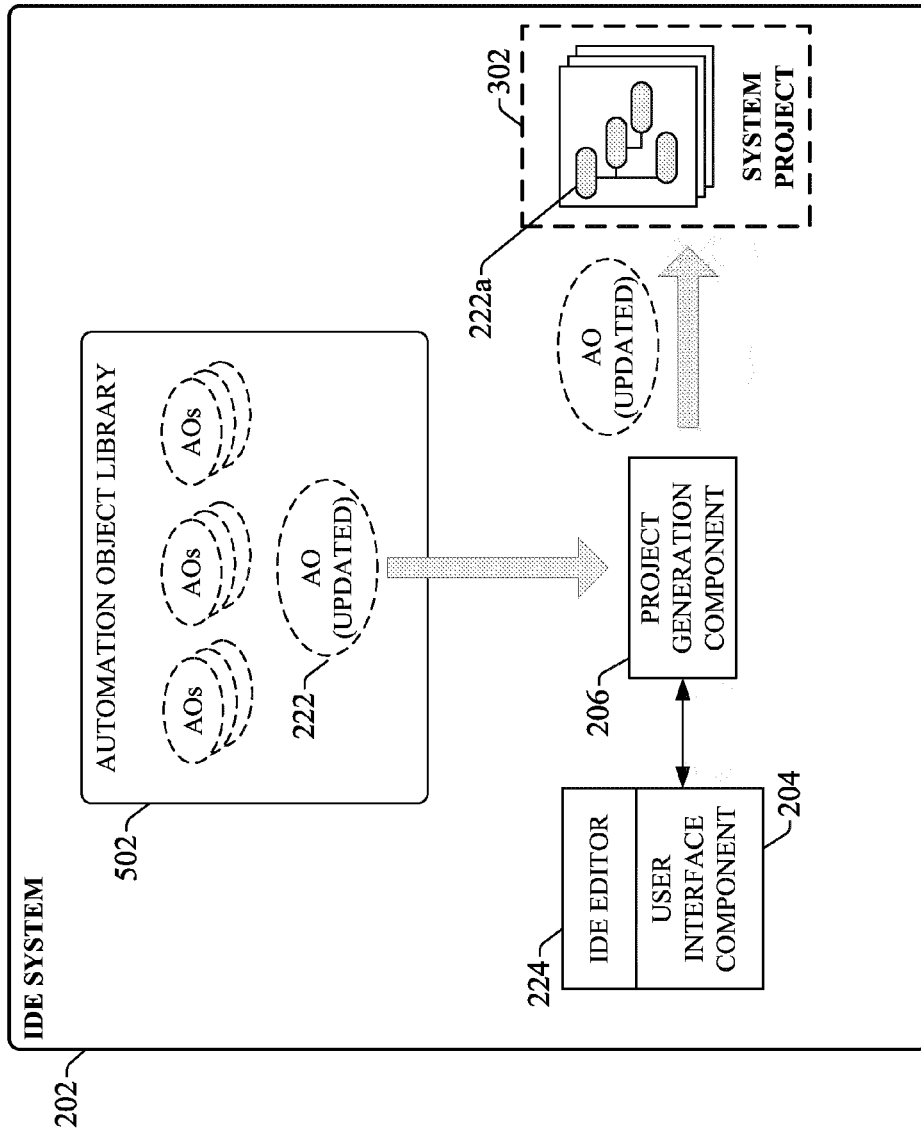 IDE SYSTEM
202
AUTOMATION OBJECT LIBRARY
502
AOs
AOs
AOs
AO
(UPDATED)
222
IDE EDITOR
224
USER
INTERFACE
COMPONENT
204
PROJECT
GENERATION
COMPONENT
206
AO
(UPDATED)
222a
302
SYSTEM
PROJECT